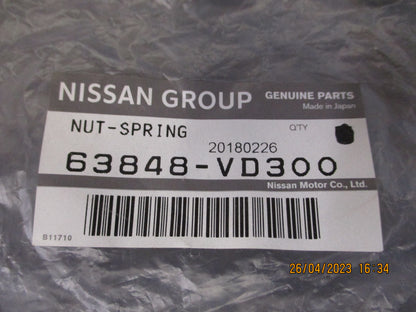 NISSAN GROUP
GENUINE PARTS
Made in Japan
NUT-SPRING
Q'TY
20180226
63848-VD300
Nissan Motor Co., Ltd.
B11710
26/04/2023 16 34